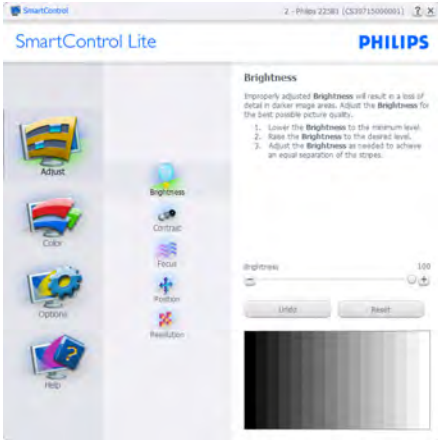 SmartControl
2 - Philips 225B1 (CS30715000001) ? X
SmartControl Lite
PHILIPS
Adjust
Color
Options
Help
Brightness
Contrast
Focus
Position
Resolution
Brightness
Improperly adjusted Brightness will result in a loss of
detail in darker image areas. Adjust the Brightness for
the best possible picture quality.
1. Lower the Brightness to the minimum level.
2. Raise the Brightness to the desired level.
3. Adjust the Brightness as needed to achieve
an equal separation of the stripes.
Brightness 100
Undo Reset